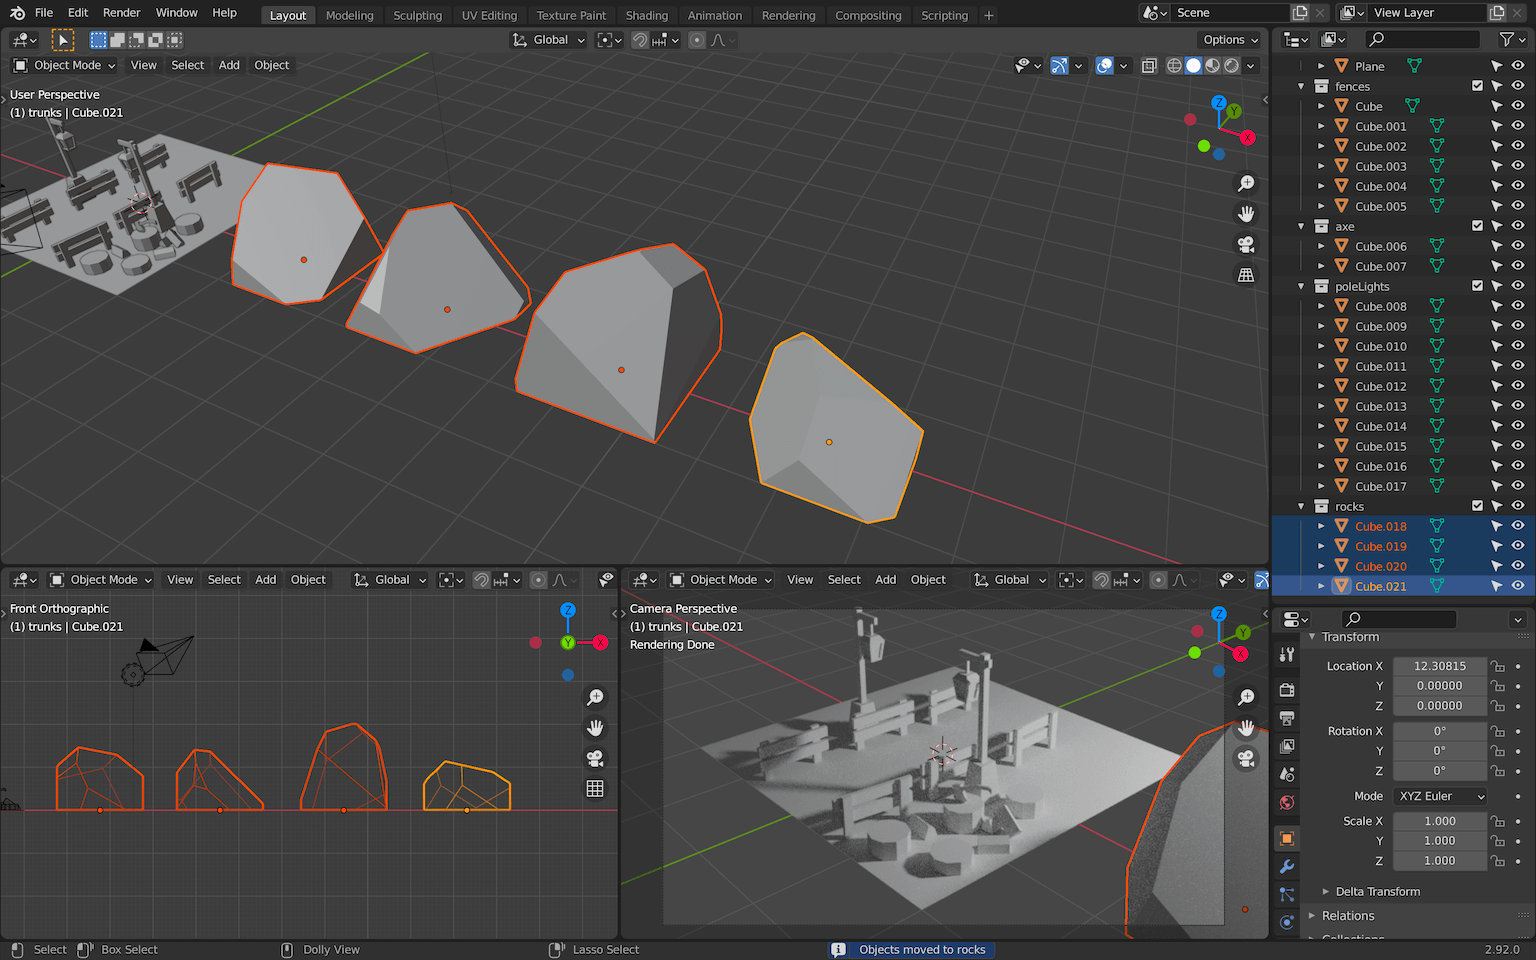 File Edit Render Window Help Layout Modeling Sculpting UV Editing Texture Paint Shading Animation Rendering Compositing Scripting + Scene View Layer
Global Options
Object Mode View Select Add Object
User Perspective
(1) trunks | Cube.021
Z
Y
X
Plane
fences
Cube
Cube.001
Cube.002
Cube.003
Cube.004
Cube.005
axe
Cube.006
Cube.007
poleLights
Cube.008
Cube.009
Cube.010
Cube.011
Cube.012
Cube.013
Cube.014
Cube.015
Cube.016
Cube.017
rocks
Cube.018
Cube.019
Cube.020
Cube.021
Object Mode View Select Add Object Global
Front Orthographic
(1) trunks | Cube.021
Z
Y X
Object Mode View Select Add Object Global
Camera Perspective
(1) trunks | Cube.021
Rendering Done
Z
Y
X
Transform
Location X 12.30815
Y 0.00000
Z 0.00000
Rotation X 0°
Y 0°
Z 0°
Mode XYZ Euler
Scale X 1.000
Y 1.000
Z 1.000
Delta Transform
Relations
Collections
Select Box Select Dolly View Lasso Select Objects moved to rocks 2.92.0